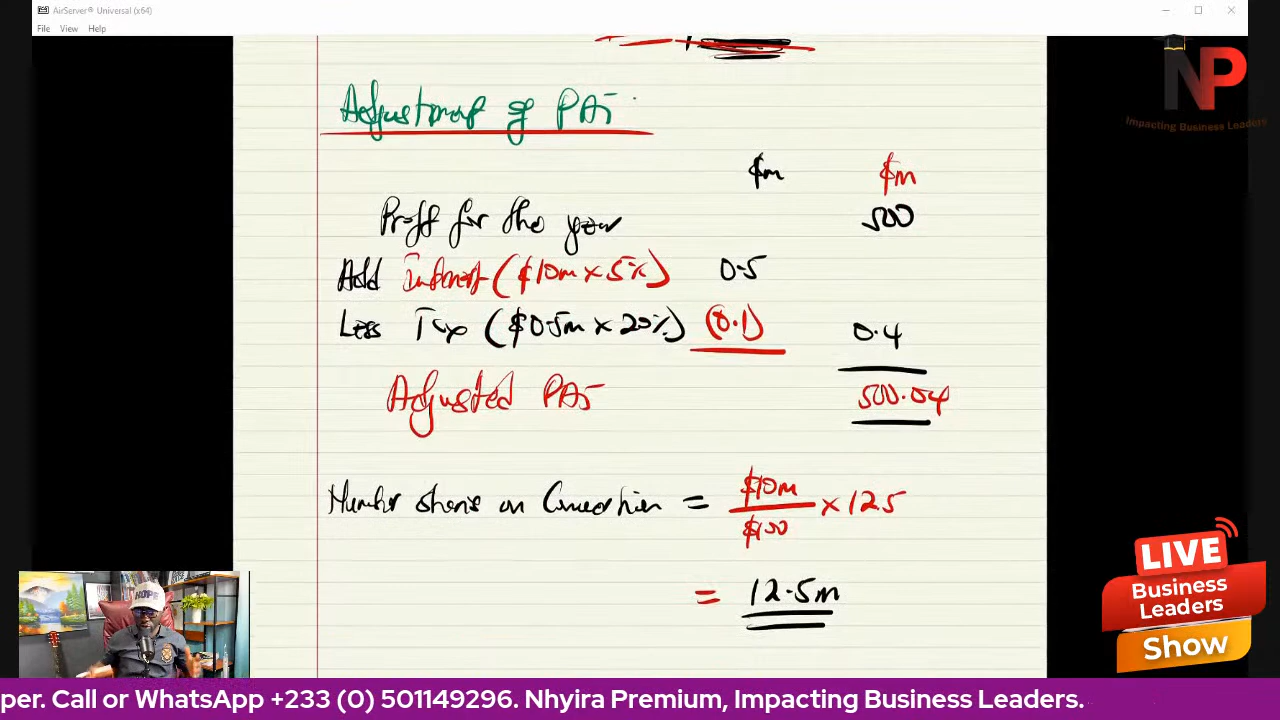 AirServer® Universal (x64)
File View Help
NP
Impacting Business Leaders
Adjustment of PAT
$m $m
Profit for the year 500
Add Interest ($10m x 5%) 0.5
Less Tax ($0.5m x 20%) (0.1) 0.4
Adjusted PAT 500.04
Number shares on Conversion = $10m / $100 x 125
= 12.5m
HOPE
LIVE
Business
Leaders
Show
per. Call or WhatsApp +233 (0) 501149296. Nhyira Premium, Impacting Business Leaders.